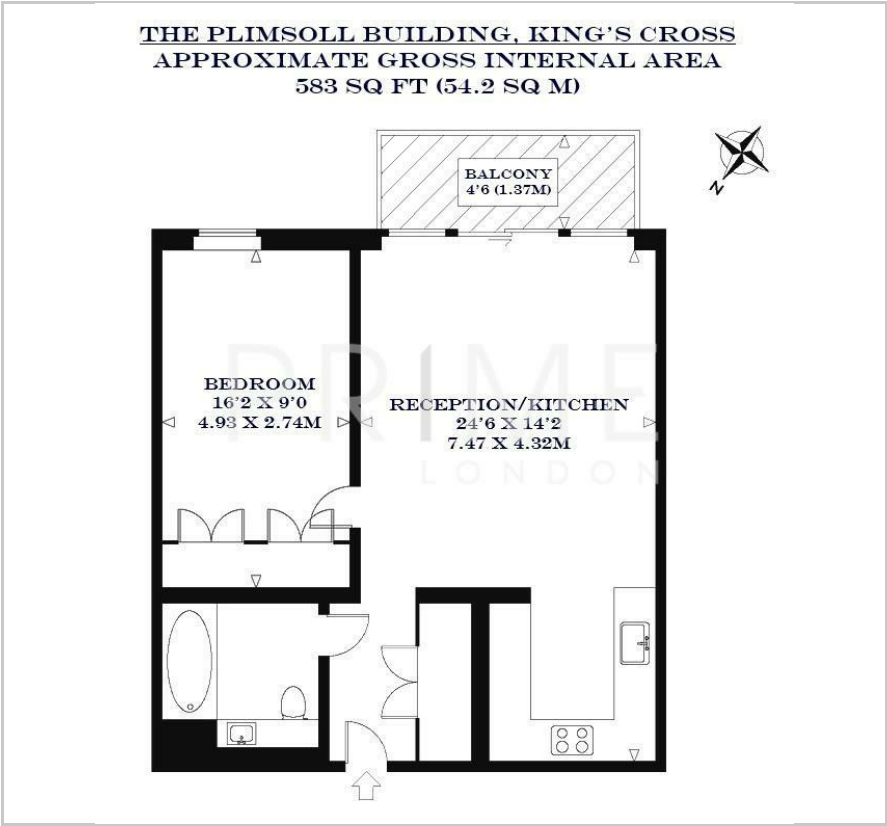 THE PLIMSOLL BUILDING, KING'S CROSS
APPROXIMATE GROSS INTERNAL AREA
583 SQ FT (54.2 SQ M)
N
BALCONY
4'6 (1.37M)
PRIME
LONDON
BEDROOM
16'2 X 9'0
4.93 X 2.74M
RECEPTION/KITCHEN
24'6 X 14'2
7.47 X 4.32M